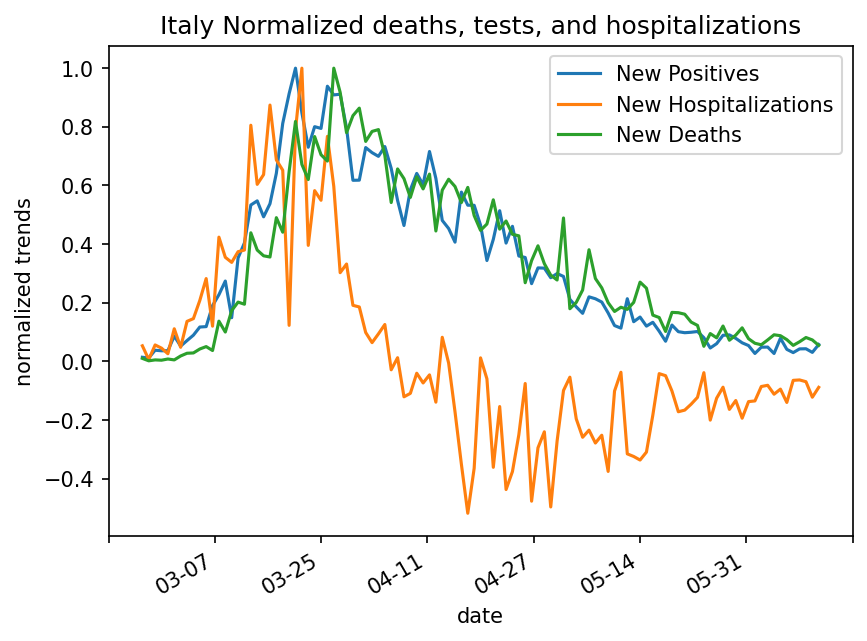 Italy Normalized deaths, tests, and hospitalizations
New Positives
New Hospitalizations
New Deaths
normalized trends
1.0
0.8
0.6
0.4
0.2
0.0
−0.2
−0.4
03-07
03-25
04-11
04-27
05-14
05-31
date